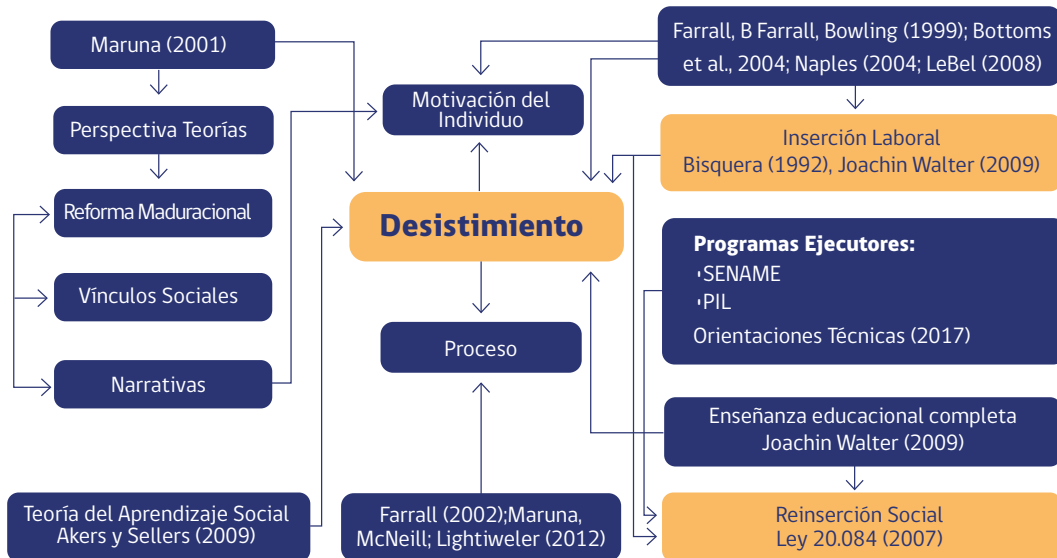 Maruna (2001)
Perspectiva Teorías
Reforma Maduracional
Vínculos Sociales
Narrativas
Teoría del Aprendizaje Social
Akers y Sellers (2009)
Motivación del
Individuo
Desistimiento
Proceso
Farrall (2002);Maruna,
McNeill; Lightiweler (2012)
Farrall, B Farrall, Bowling (1999); Bottoms
et al., 2004; Naples (2004; LeBel (2008)
Inserción Laboral
Bisquera (1992), Joachin Walter (2009)
Programas Ejecutores:
•SENAME
•PIL
Orientaciones Técnicas (2017)
Enseñanza educacional completa
Joachin Walter (2009)
Reinserción Social
Ley 20.084 (2007)